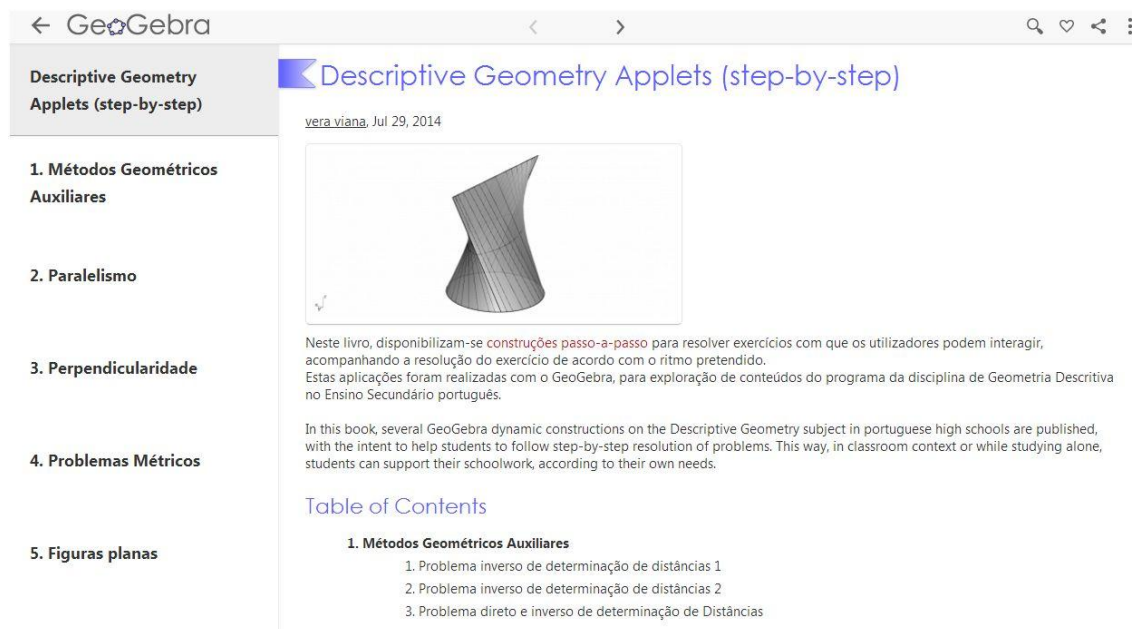 GeoGebra
Descriptive Geometry
Applets (step-by-step)
1. Métodos Geométricos
Auxiliares
2. Paralelismo
3. Perpendicularidade
4. Problemas Métricos
5. Figuras planas
Descriptive Geometry Applets (step-by-step)
vera viana, Jul 29, 2014
Neste livro, disponibilizam-se construções passo-a-passo para resolver exercícios com que os utilizadores podem interagir,
acompanhando a resolução do exercício de acordo com o ritmo pretendido.
Estas aplicações foram realizadas com o GeoGebra, para exploração de conteúdos do programa da disciplina de Geometria Descritiva
no Ensino Secundário português.
In this book, several GeoGebra dynamic constructions on the Descriptive Geometry subject in portuguese high schools are published,
with the intent to help students to follow step-by-step resolution of problems. This way, in classroom context or while studying alone,
students can support their schoolwork, according to their own needs.
Table of Contents
1. Métodos Geométricos Auxiliares
1. Problema inverso de determinação de distâncias 1
2. Problema inverso de determinação de distâncias 2
3. Problema direto e inverso de determinação de Distâncias